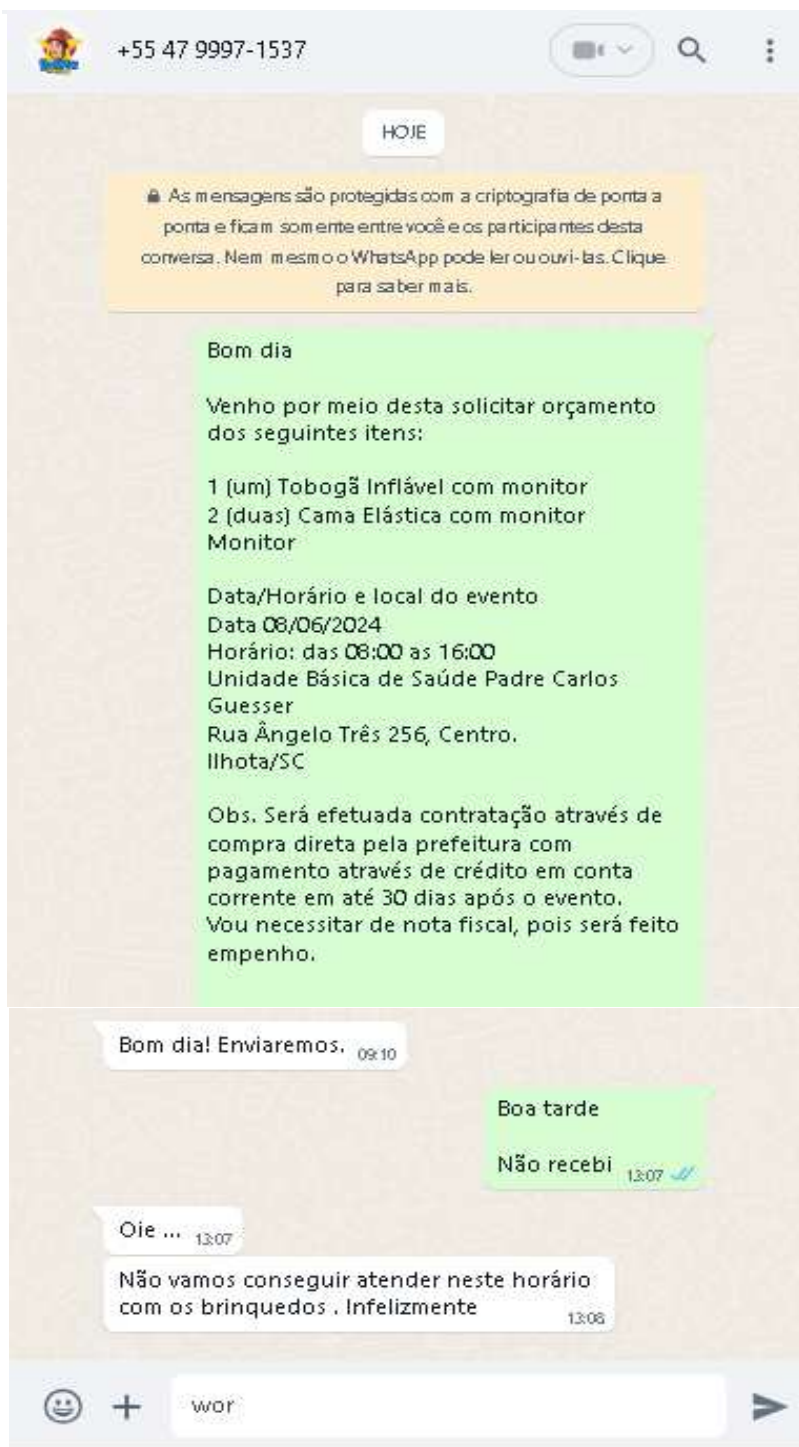 +55 47 9997-1537
HOJE
As mensagens são protegidas com a criptografia de ponta a
ponta e ficam somente entre você e os participantes desta
conversa. Nem mesmo o WhatsApp pode ler ou ouvi-las. Clique
para saber mais.
Bom dia
Venho por meio desta solicitar orçamento
dos seguintes itens:
1 (um) Tobogã Inflável com monitor
2 (duas) Cama Elástica com monitor
Monitor
Data/Horário e local do evento
Data 08/06/2024
Horário: das 08:00 as 16:00
Unidade Básica de Saúde Padre Carlos
Guesser
Rua Ângelo Três 256, Centro.
Ilhota/SC
Obs. Será efetuada contratação através de
compra direta pela prefeitura com
pagamento através de crédito em conta
corrente em até 30 dias após o evento.
Vou necessitar de nota fiscal, pois será feito
empenho.
Bom dia! Enviaremos. 09:10
Boa tarde
Não recebi 13:07
Oie ... 13:07
Não vamos conseguir atender neste horário
com os brinquedos . Infelizmente 13:08
wor